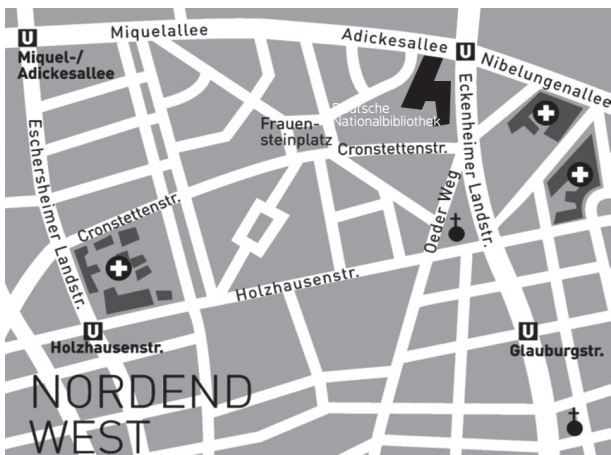 U
Miquel-/
Adickesallee
Miquelallee
Adickesallee
U
Nibelungenallee
Eschersheimer Landstr.
Frauen-
steinplatz
Deutsche
Nationalbibliothek
Cronstettenstr.
Eckenheimer Landstr.
Oeder Weg
Cronstettenstr.
Holzhausenstr.
U
Holzhausenstr.
U
Glauburgstr.
NORDEND
WEST